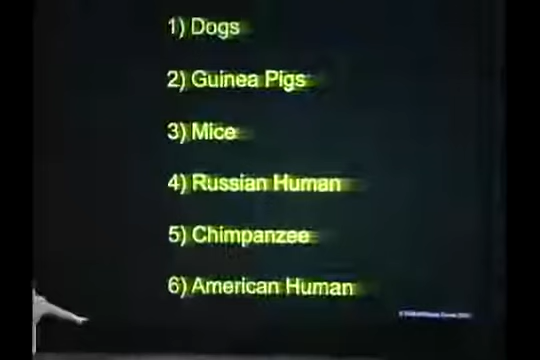 1) Dogs
2) Guinea Pigs
3) Mice
4) Russian Human
5) Chimpanzee
6) American Human